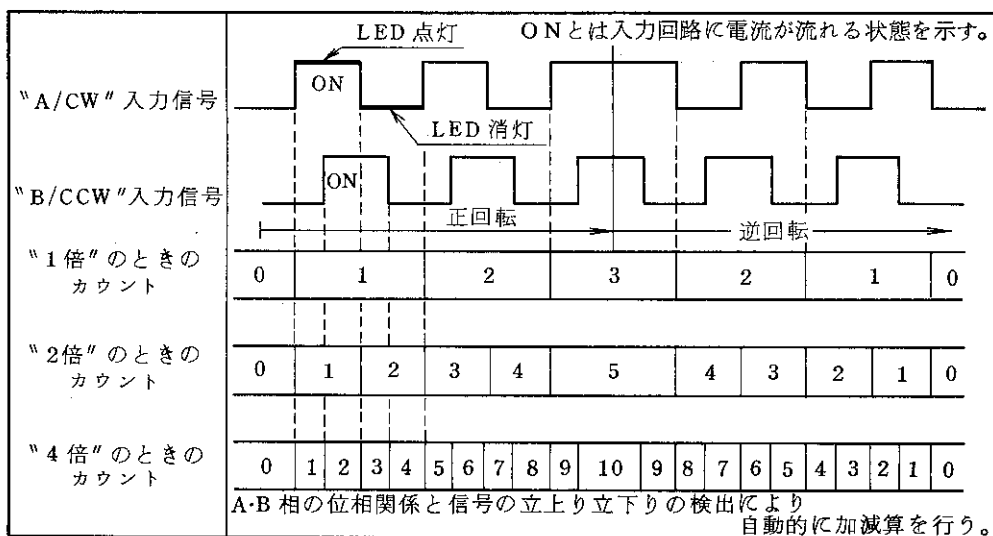 LED 点灯
ONとは入力回路に電流が流れる状態を示す。
〝A/CW〞入力信号
ON
LED 消灯
〝B/CCW〞入力信号
ON
正回転
逆回転
〝1倍〞のときの
カウント
0 1 2 3 2 1 0
〝2倍〞のときの
カウント
0 1 2 3 4 5 4 3 2 1 0
〝4倍〞のときの
カウント
0 1 2 3 4 5 6 7 8 9 10 9 8 7 6 5 4 3 2 1 0
A・B 相の位相関係と信号の立上り立下りの検出により
自動的に加減算を行う。